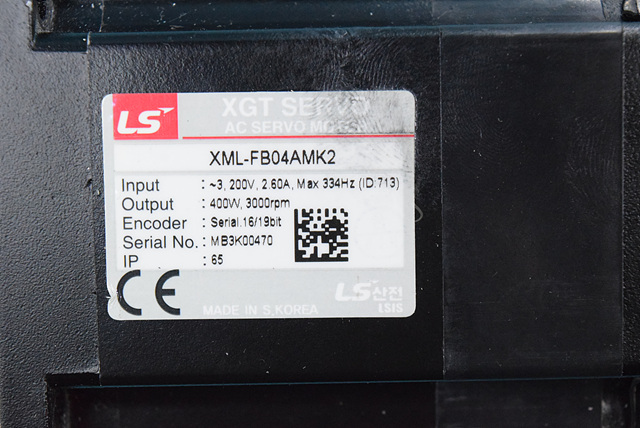 LS
XGT SERVO
AC SERVO MOTOR
XML-FB04AMK2
Input : ~3, 200V, 2.60A, Max 334Hz (ID:713)
Output : 400W, 3000rpm
Encoder : Serial.16/19bit
Serial No. : MB3K00470
IP : 65
CE
LS산전
MADE IN S.KOREA
LSIS